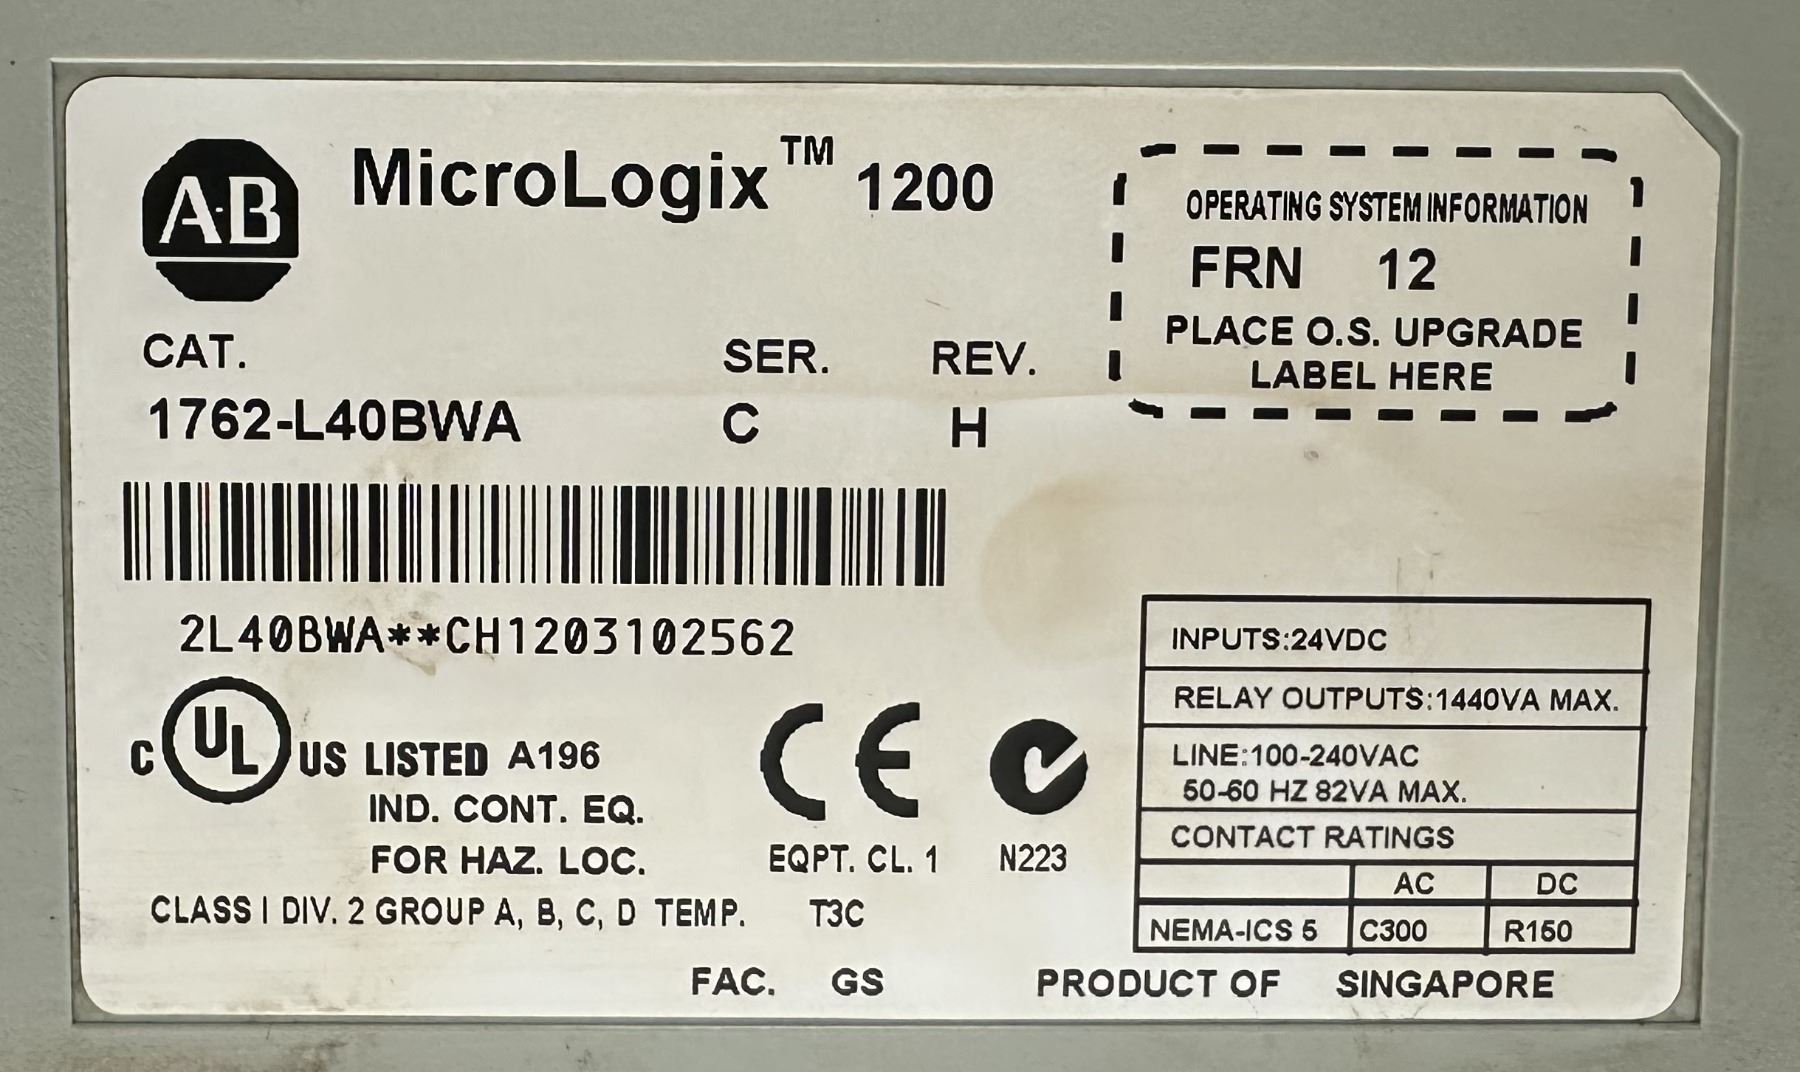 A·B
MicroLogix™ 1200
CAT.
SER.
REV.
1762-L40BWA
C
H
OPERATING SYSTEM INFORMATION
FRN 12
PLACE O.S. UPGRADE
LABEL HERE
2L40BWA**CH1203102562
C UL US LISTED A196
IND. CONT. EQ.
FOR HAZ. LOC.
CLASS I DIV. 2 GROUP A, B, C, D TEMP. T3C
CE
EQPT. CL. 1
N223
INPUTS:24VDC
RELAY OUTPUTS:1440VA MAX.
LINE:100-240VAC
50-60 HZ 82VA MAX.
CONTACT RATINGS
AC DC
NEMA-ICS 5 C300 R150
FAC. GS
PRODUCT OF SINGAPORE